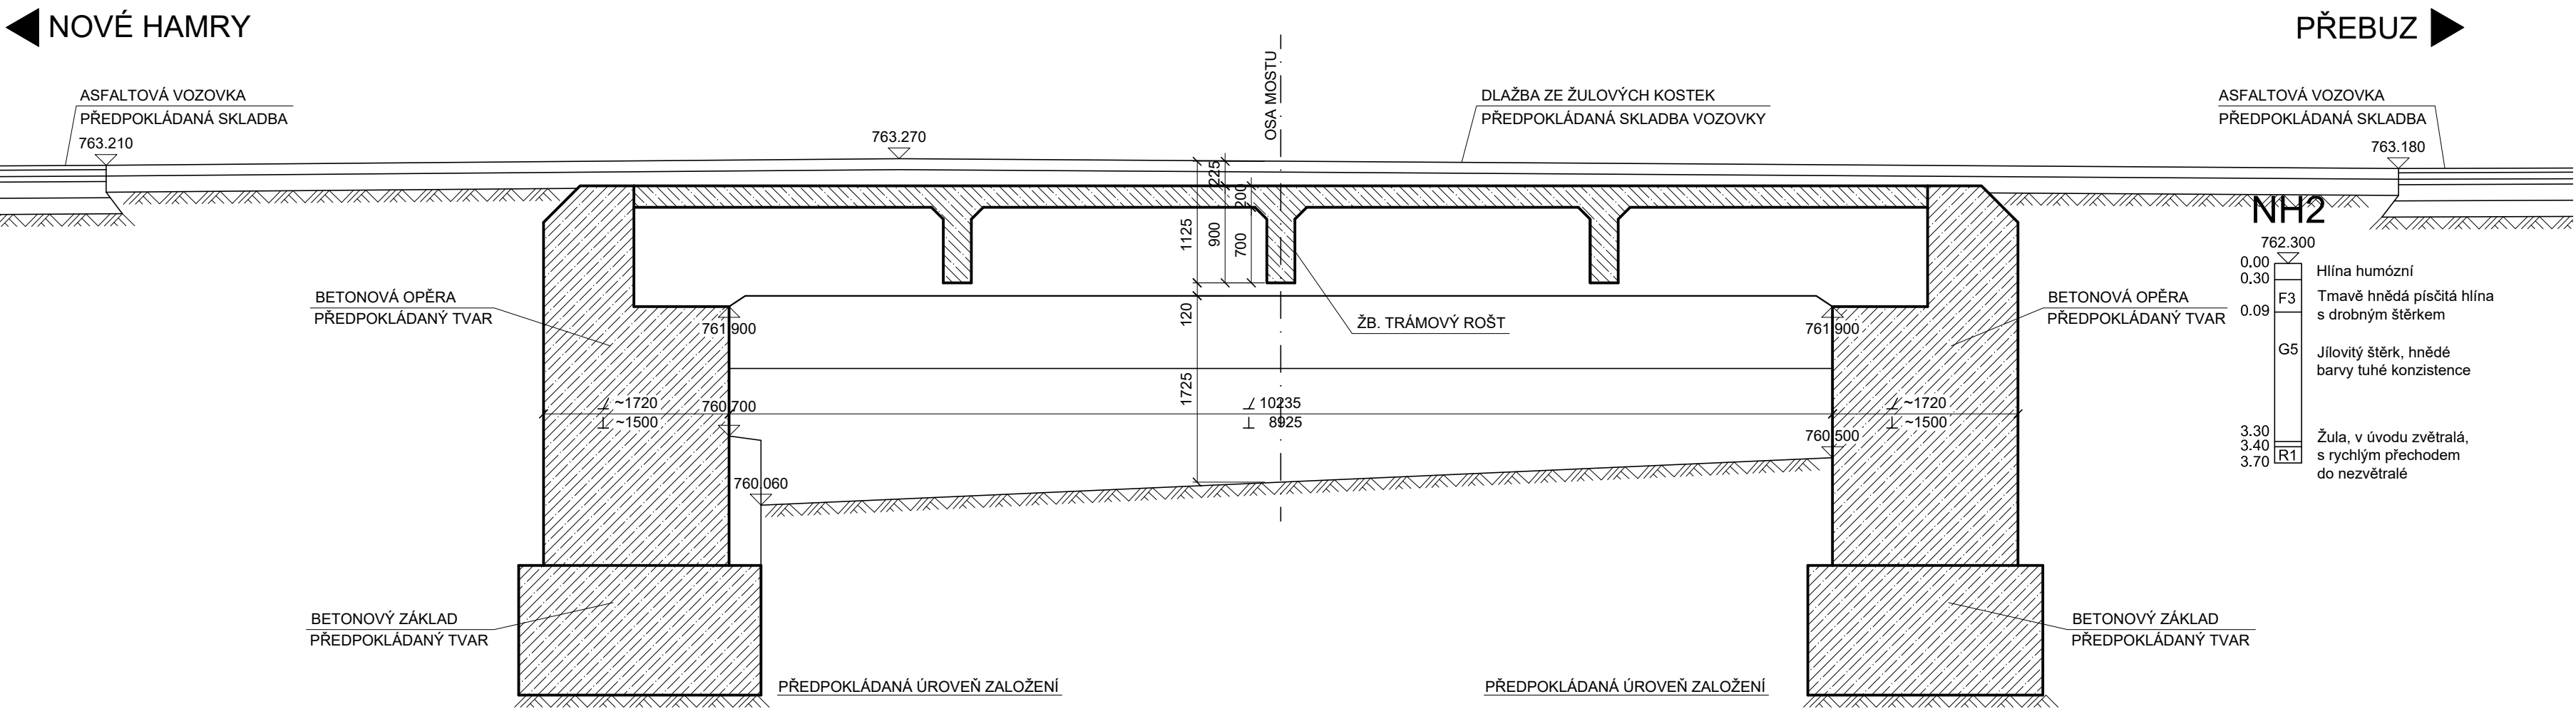 NOVÉ HAMRY
PŘEBUZ
OSA MOSTU
ASFALTOVÁ VOZOVKA
PŘEDPOKLÁDANÁ SKLADBA
763.210
763.270
DLAŽBA ZE ŽULOVÝCH KOSTEK
PŘEDPOKLÁDANÁ SKLADBA VOZOVKY
ASFALTOVÁ VOZOVKA
PŘEDPOKLÁDANÁ SKLADBA
763.180
225
200
1125
900
700
120
1725
BETONOVÁ OPĚRA
PŘEDPOKLÁDANÝ TVAR
761.900
ŽB. TRÁMOVÝ ROŠT
761.900
BETONOVÁ OPĚRA
PŘEDPOKLÁDANÝ TVAR
NH2
762.300
0.00
0.30
0.09
3.30
3.40
3.70
F3
G5
R1
Hlína humózní
Tmavě hnědá písčitá hlína
s drobným štěrkem
Jílovitý štěrk, hnědé
barvy tuhé konzistence
Žula, v úvodu zvětralá,
s rychlým přechodem
do nezvětralé
~1720
~1500
760.700
10235
8925
760.500
~1720
~1500
760.060
BETONOVÝ ZÁKLAD
PŘEDPOKLÁDANÝ TVAR
BETONOVÝ ZÁKLAD
PŘEDPOKLÁDANÝ TVAR
PŘEDPOKLÁDANÁ ÚROVEŇ ZALOŽENÍ
PŘEDPOKLÁDANÁ ÚROVEŇ ZALOŽENÍ